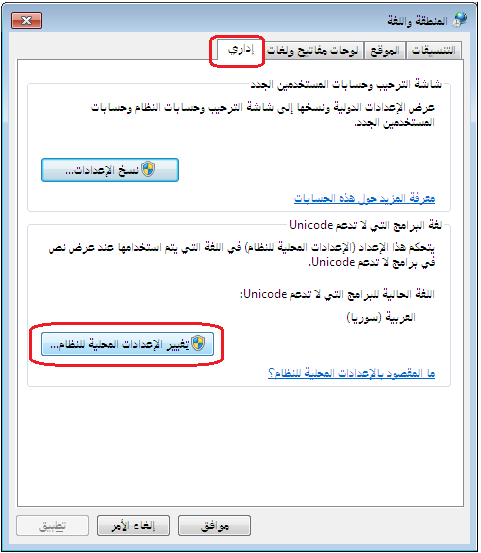 المنطقة واللغة
التنسيقات
الموقع
لوحات مفاتيح ولغات
إداري
شاشة الترحيب وحسابات المستخدمين الجدد
عرض الإعدادات الدولية ونسخها إلى شاشة الترحيب وحسابات النظام وحسابات
المستخدمين الجدد.
نسخ الإعدادات...
معرفة المزيد حول هذه الحسابات
لغة البرامج التي لا تدعم Unicode
يتحكم هذا الإعداد (الإعدادات المحلية للنظام) في اللغة التي يتم استخدامها عند عرض نص
في برامج لا تدعم Unicode.
اللغة الحالية للبرامج التي لا تدعم Unicode:
العربية (سوريا)
تغيير الإعدادات المحلية للنظام...
ما المقصود بالإعدادات المحلية للنظام؟
موافق
إلغاء الأمر
تطبيق